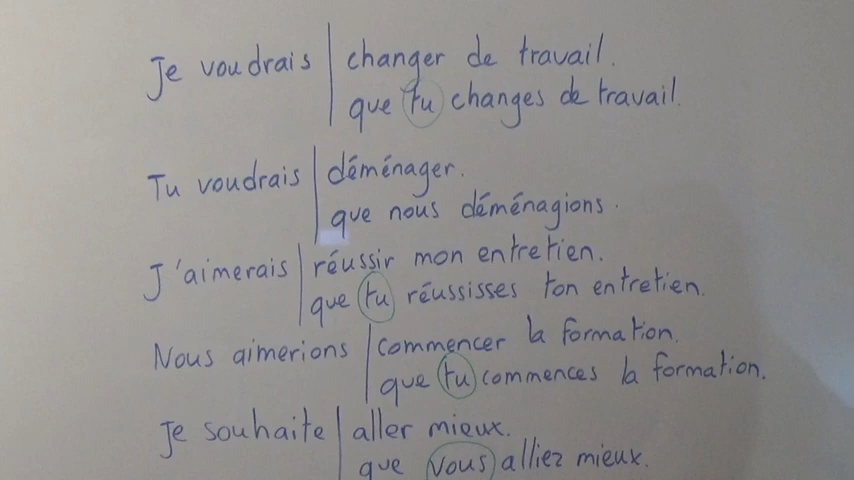 Je voudrais changer de travail.
que tu changes de travail.
Tu voudrais déménager.
que nous déménagions.
J'aimerais réussir mon entretien.
que tu réussisses ton entretien.
Nous aimerions commencer la formation.
que tu commences la formation.
Je souhaite aller mieux.
que vous alliez mieux.